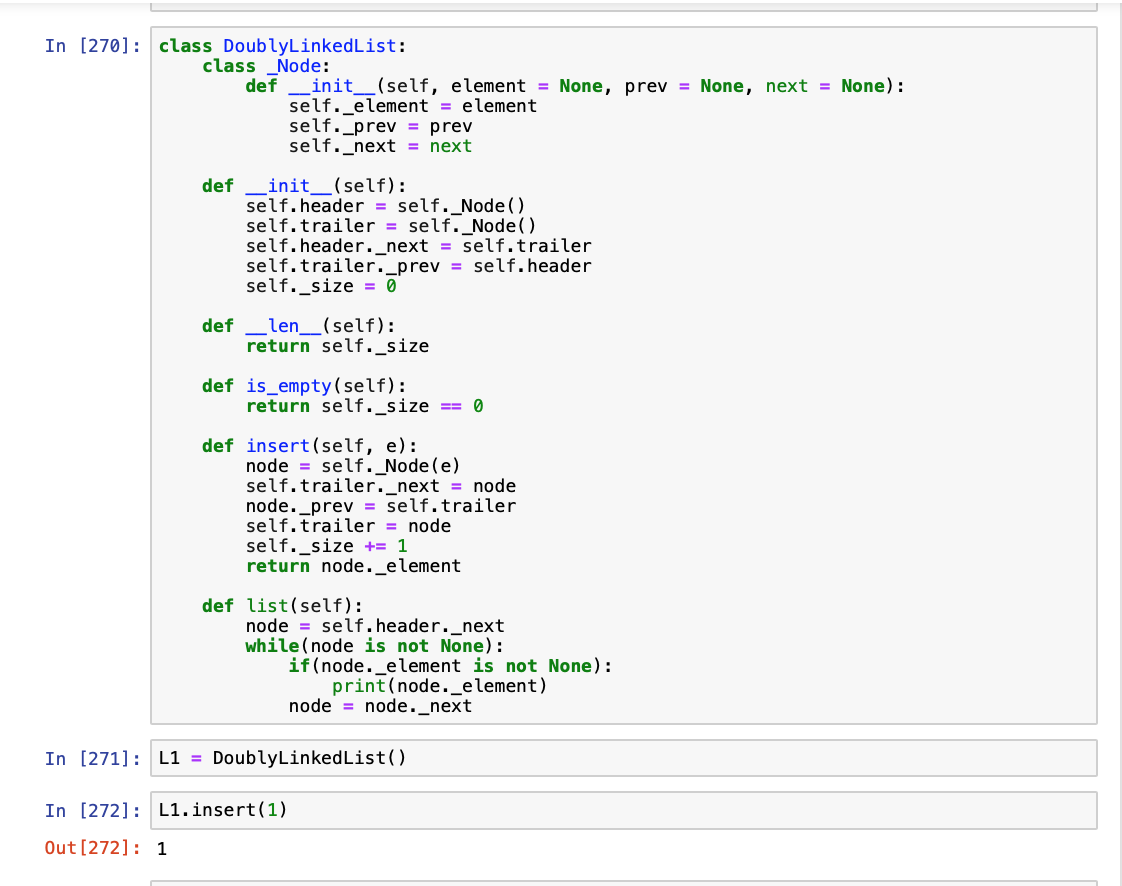 In [270]:
class DoublyLinkedList:
    class _Node:
        def __init__(self, element = None, prev = None, next = None):
            self._element = element
            self._prev = prev
            self._next = next
    def __init__(self):
        self.header = self._Node()
        self.trailer = self._Node()
        self.header._next = self.trailer
        self.trailer._prev = self.header
        self._size = 0
    def __len__(self):
        return self._size
    def is_empty(self):
        return self._size == 0
    def insert(self, e):
        node = self._Node(e)
        self.trailer._next = node
        node._prev = self.trailer
        self.trailer = node
        self._size += 1
        return node._element
    def list(self):
        node = self.header._next
        while(node is not None):
            if(node._element is not None):
                print(node._element)
            node = node._next
In [271]:
L1 = DoublyLinkedList()
In [272]:
L1.insert(1)
Out[272]:
1